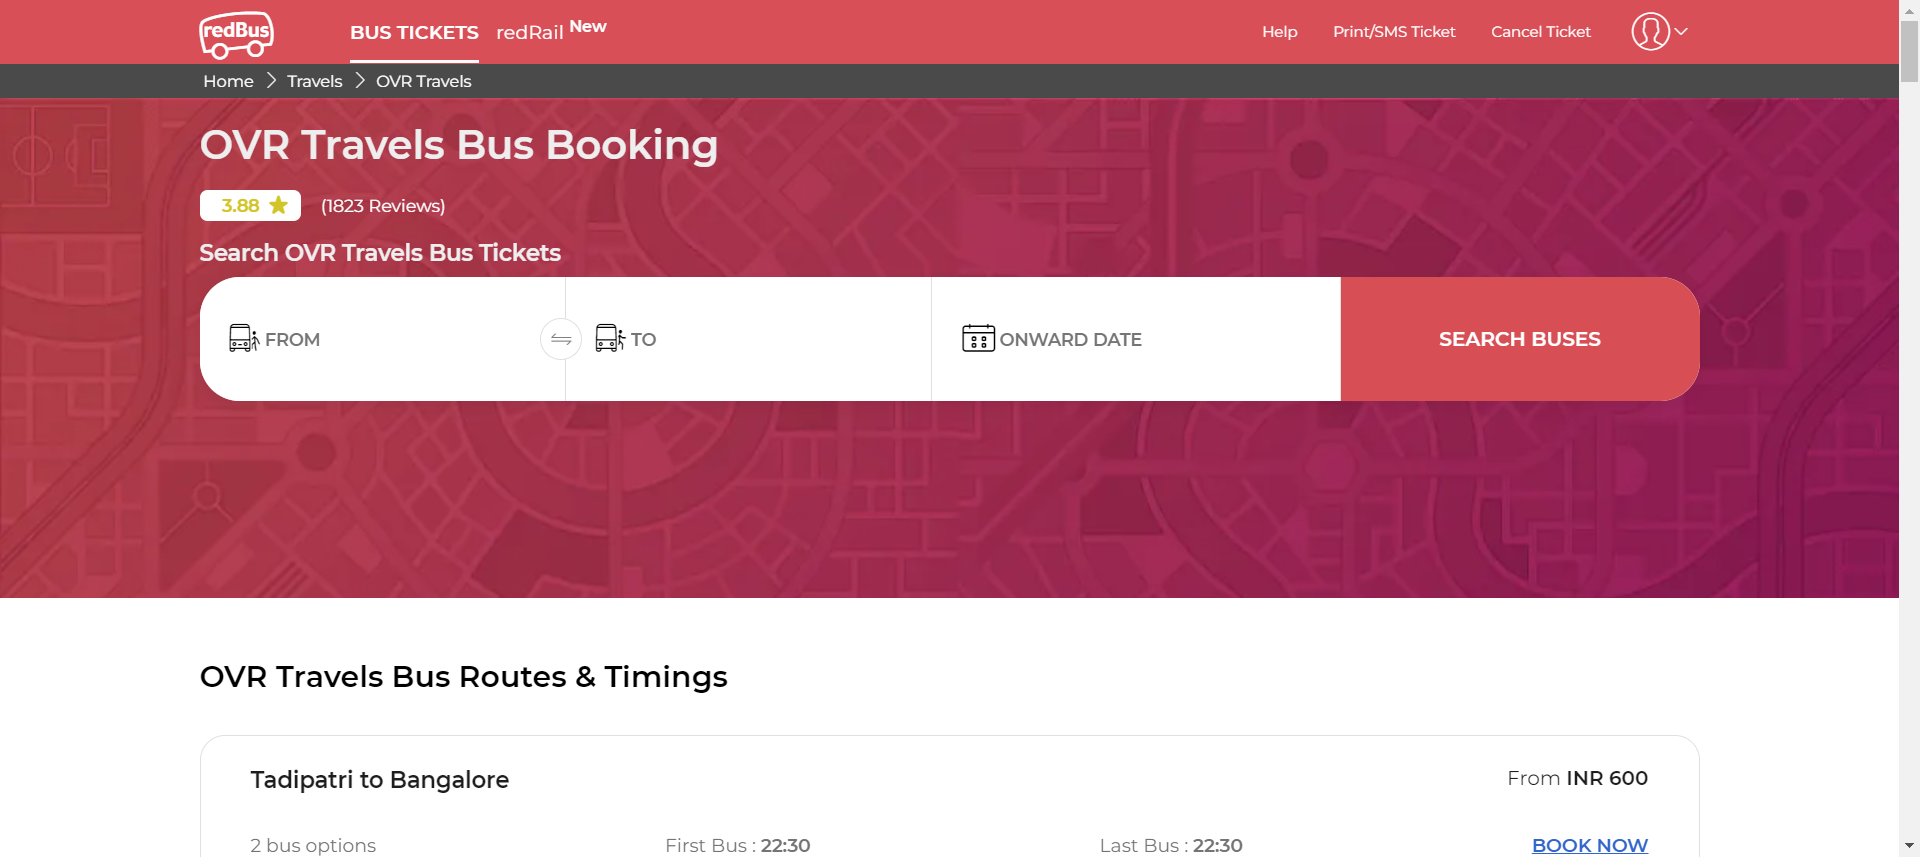 redBus
BUS TICKETS redRail New Help Print/SMS Ticket Cancel Ticket
Home Travels OVR Travels
OVR Travels Bus Booking
3.88 (1823 Reviews)
Search OVR Travels Bus Tickets
FROM TO ONWARD DATE SEARCH BUSES
OVR Travels Bus Routes & Timings
Tadipatri to Bangalore From INR 600
2 bus options First Bus : 22:30 Last Bus : 22:30 BOOK NOW